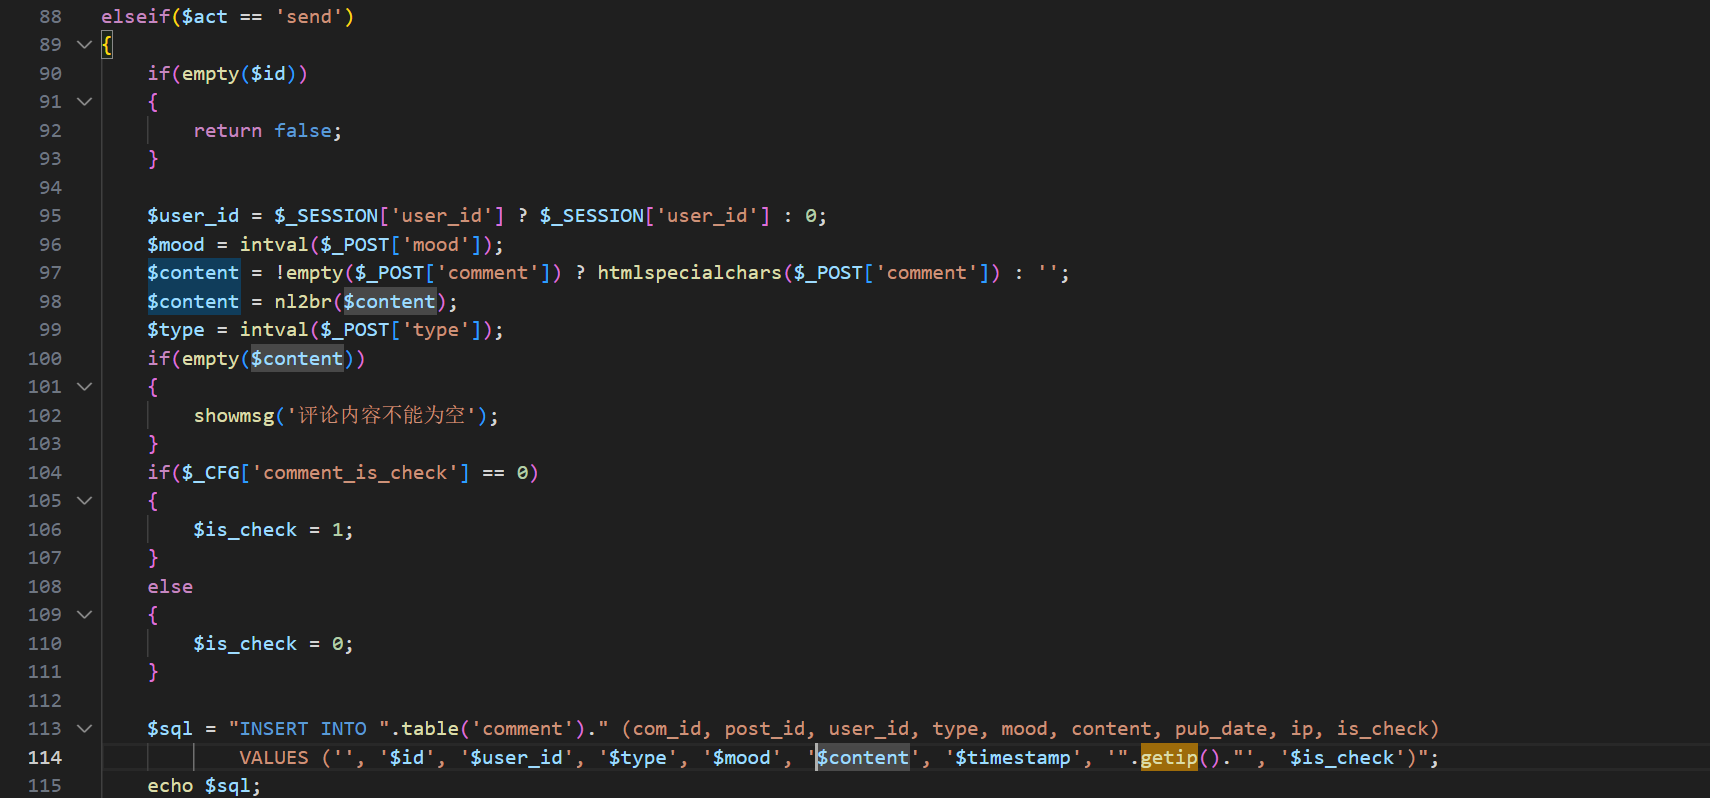 88 elseif($act == 'send')
89 {
90 if(empty($id))
91 {
92 return false;
93 }
94
95 $user_id = $_SESSION['user_id'] ? $_SESSION['user_id'] : 0;
96 $mood = intval($_POST['mood']);
97 $content = !empty($_POST['comment']) ? htmlspecialchars($_POST['comment']) : '';
98 $content = nl2br($content);
99 $type = intval($_POST['type']);
100 if(empty($content))
101 {
102 showmsg('评论内容不能为空');
103 }
104 if($_CFG['comment_is_check'] == 0)
105 {
106 $is_check = 1;
107 }
108 else
109 {
110 $is_check = 0;
111 }
112
113 $sql = "INSERT INTO ".table('comment')." (com_id, post_id, user_id, type, mood, content, pub_date, ip, is_check)
114 VALUES ('', '$id', '$user_id', '$type', '$mood', '$content', '$timestamp', '".getip()."', '$is_check')";
115 echo $sql;